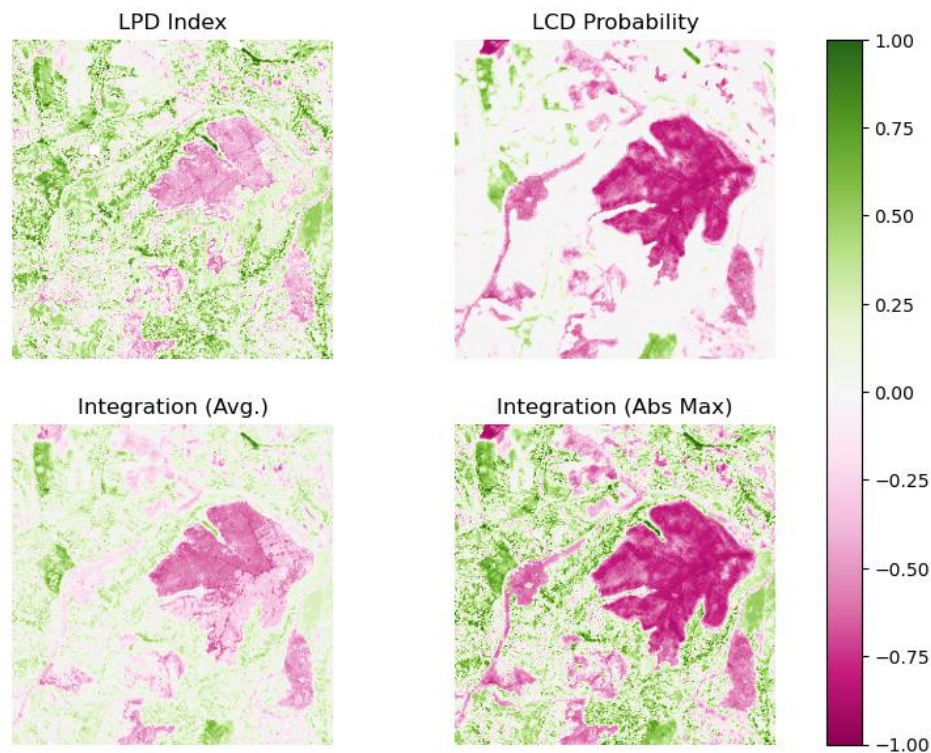 LPD Index
LCD Probability
1.00
0.75
0.50
0.25
0.00
−0.25
−0.50
−0.75
−1.00
Integration (Avg.)
Integration (Abs Max)